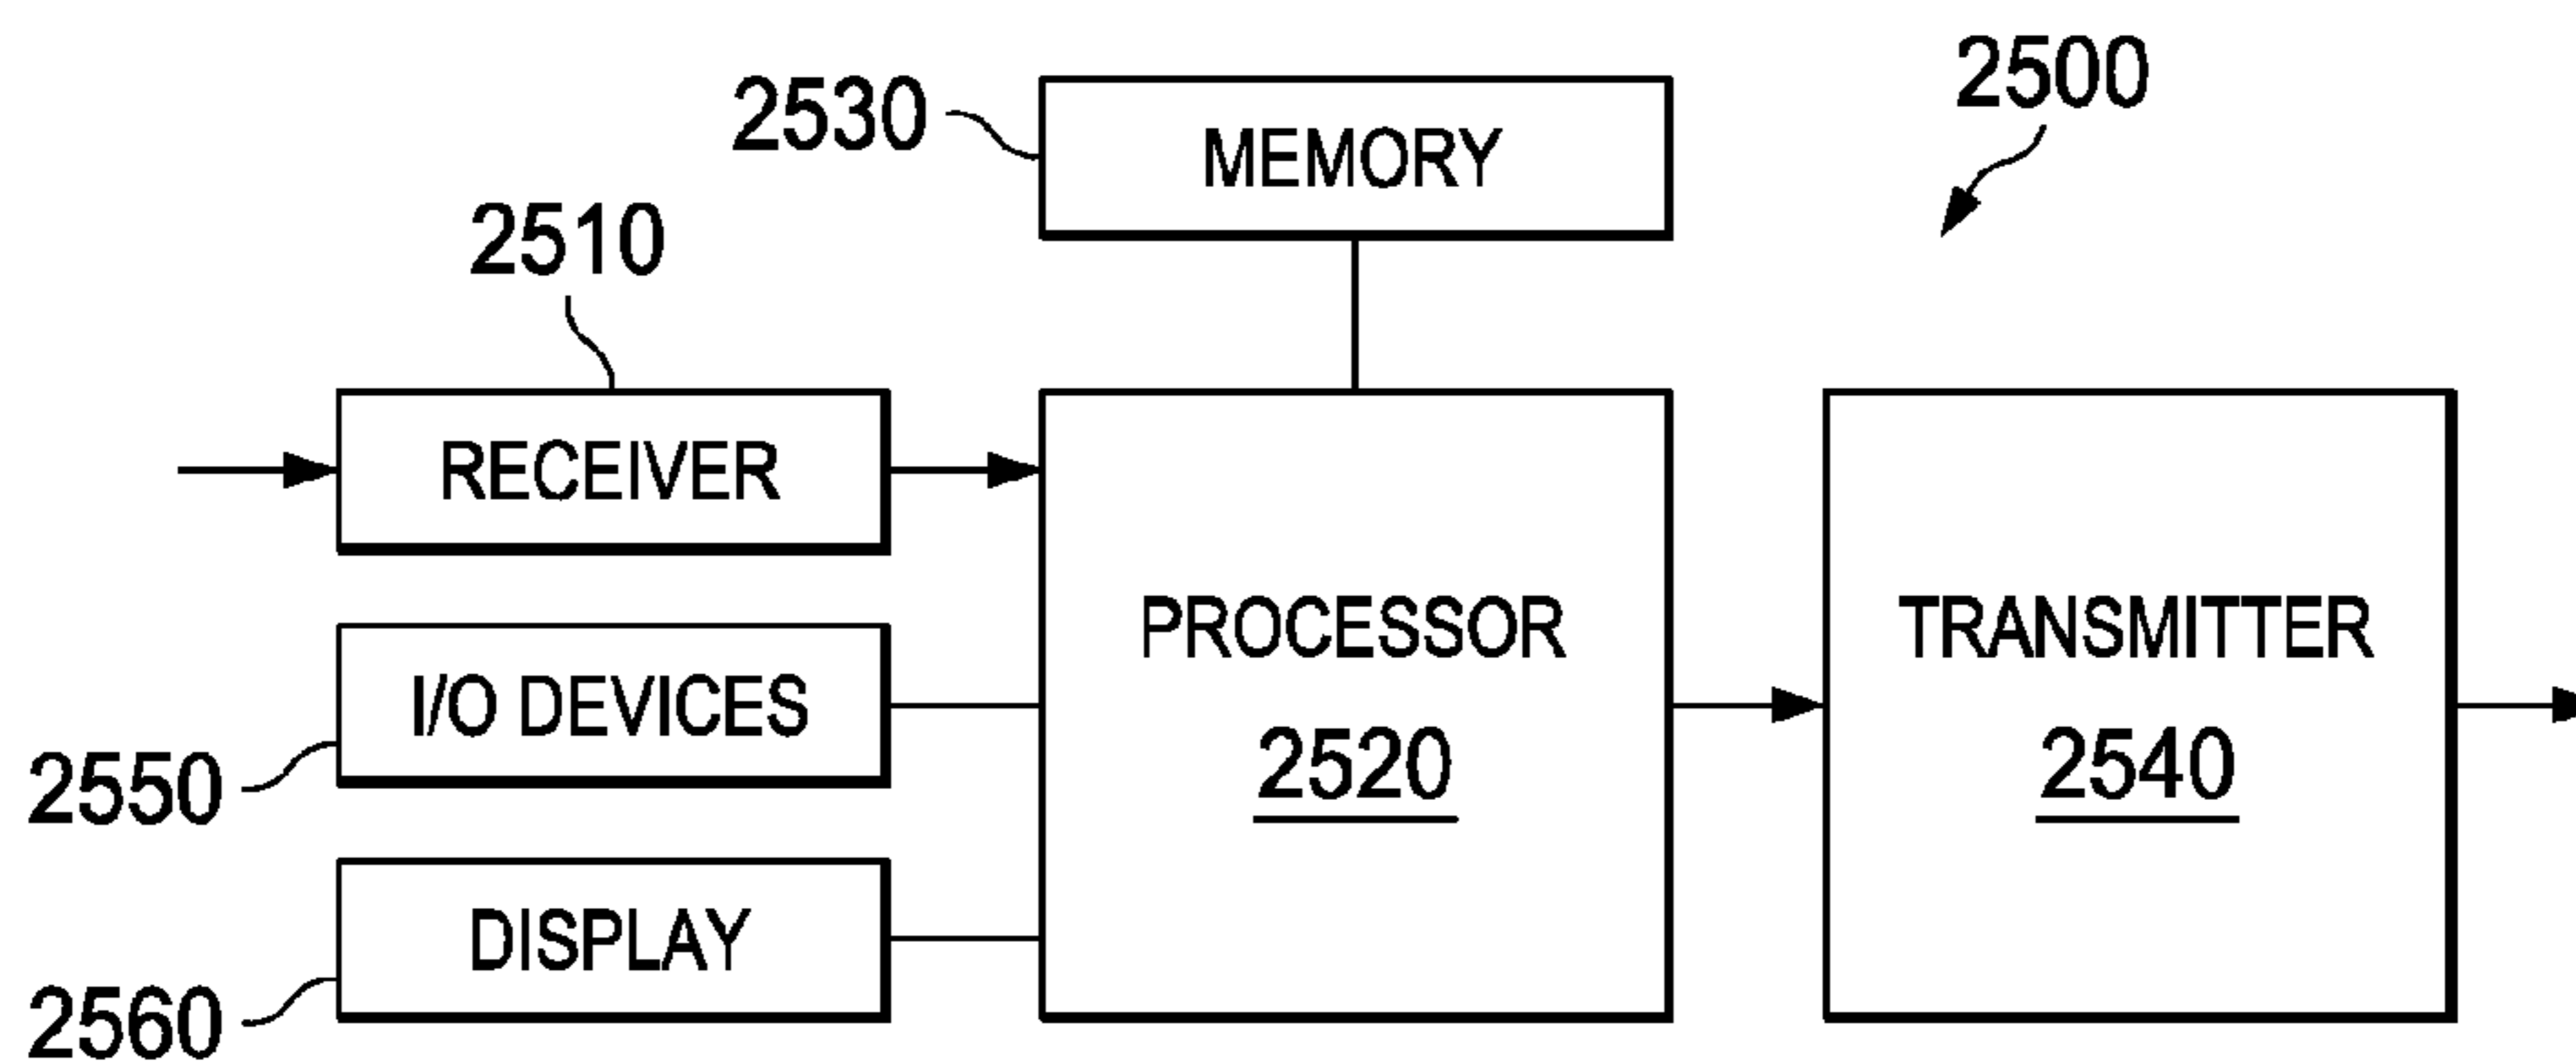 2500
2530
MEMORY
2510
RECEIVER
PROCESSOR
2520
TRANSMITTER
2540
I/O DEVICES
2550
DISPLAY
2560